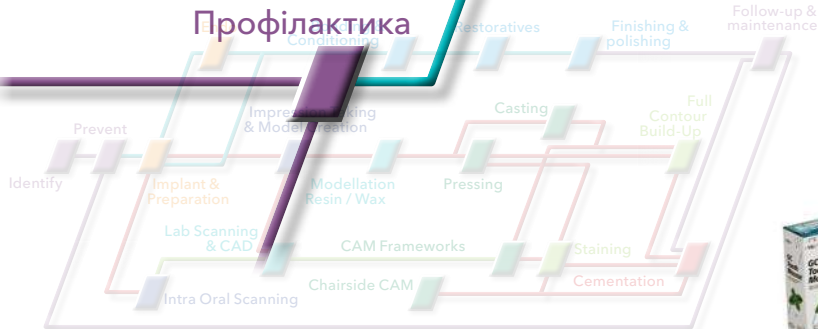 Профілактика
Follow-up &
maintenance
Conditioning
Restoratives
Finishing &
polishing
Prevent
Impression Taking
& Model Creation
Casting
Full
Contour
Build-Up
Identify
Implant &
Preparation
Modellation
Resin / Wax
Pressing
Lab Scanning
& CAD
CAM Frameworks
Staining
Chairside CAM
Cementation
Intra Oral Scanning
GC